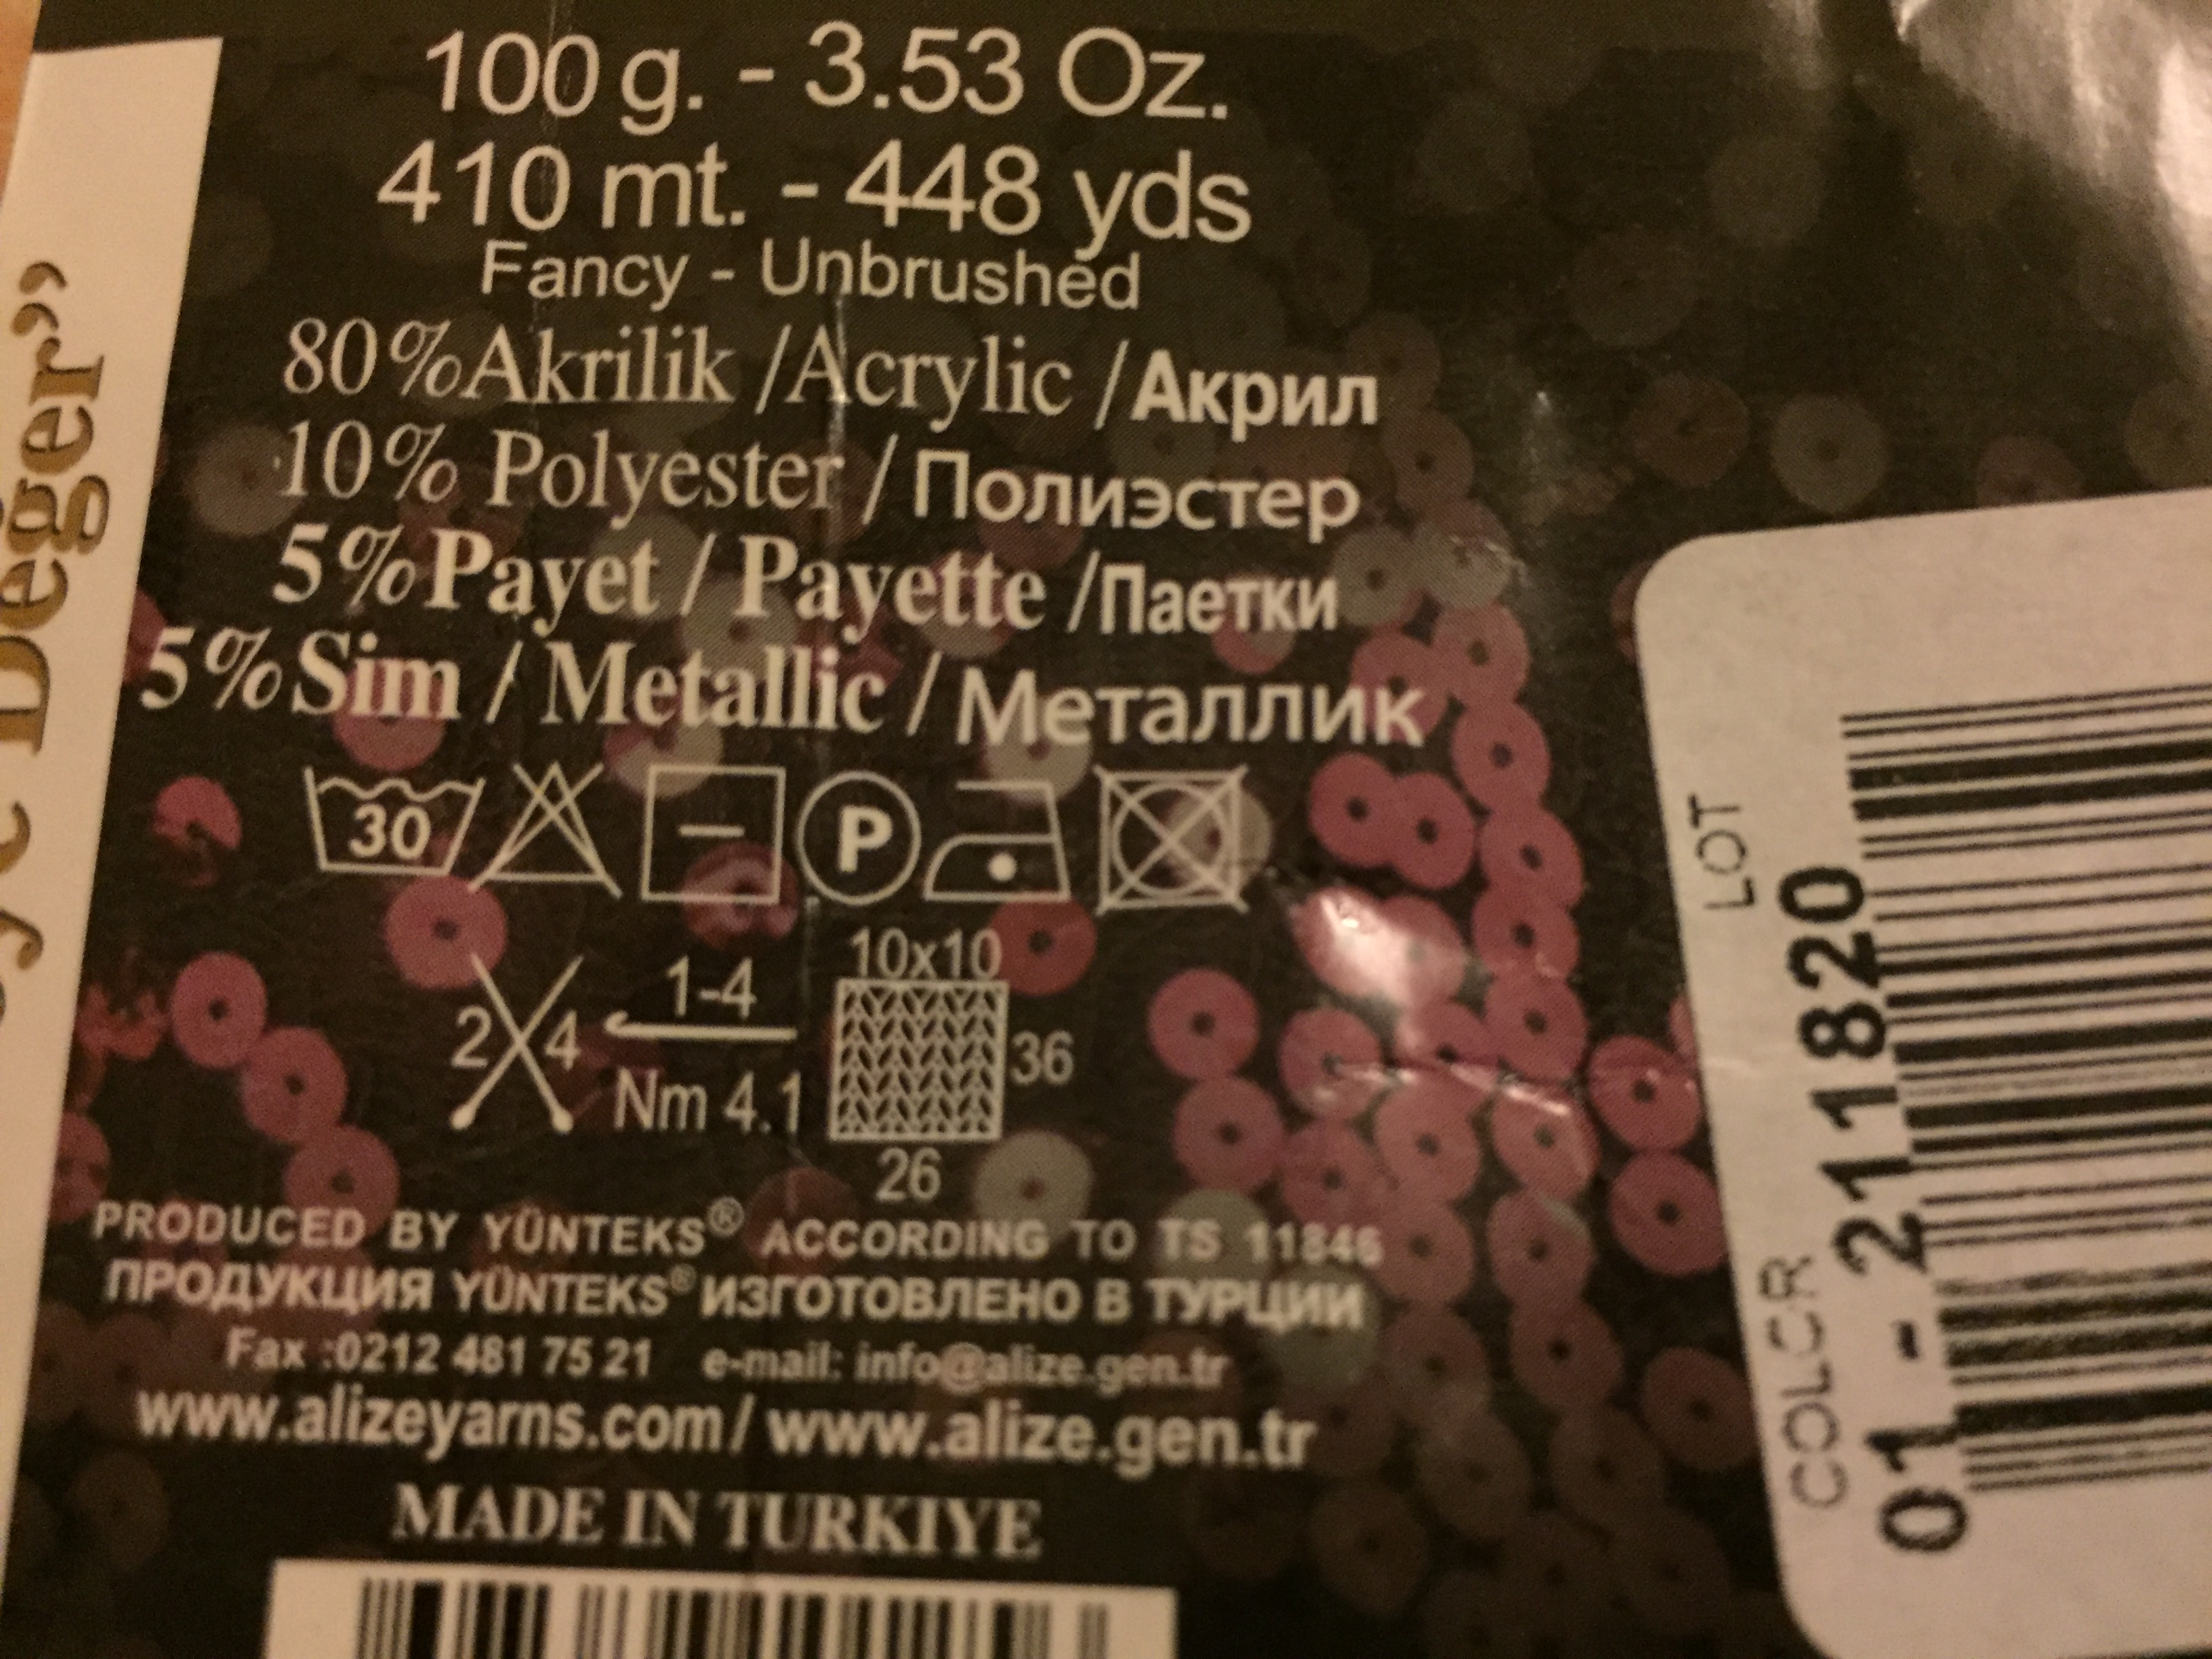 100 g. - 3.53 Oz.
410 mt. - 448 yds
Fancy - Unbrushed
80%Akrilik /Acrylic /Акрил
10% Polyester / Полиэстер
5%Payet / Payette /Паетки
5%Sim / Metallic / Металлик
30
P
10x10
1-4
2 4
36
Nm 4.1
26
PRODUCED BY YÜNTEKS® ACCORDING TO TS 11846
ПРОДУКЦИЯ YÜNTEKS® ИЗГОТОВЛЕНО В ТУРЦИИ
Fax :0212 481 75 21 e-mail: info@alize.gen.tr
www.alizeyarns.com/ www.alize.gen.tr
MADE IN TURKIYE
Değer”
COLOR LOT
01 - 211820